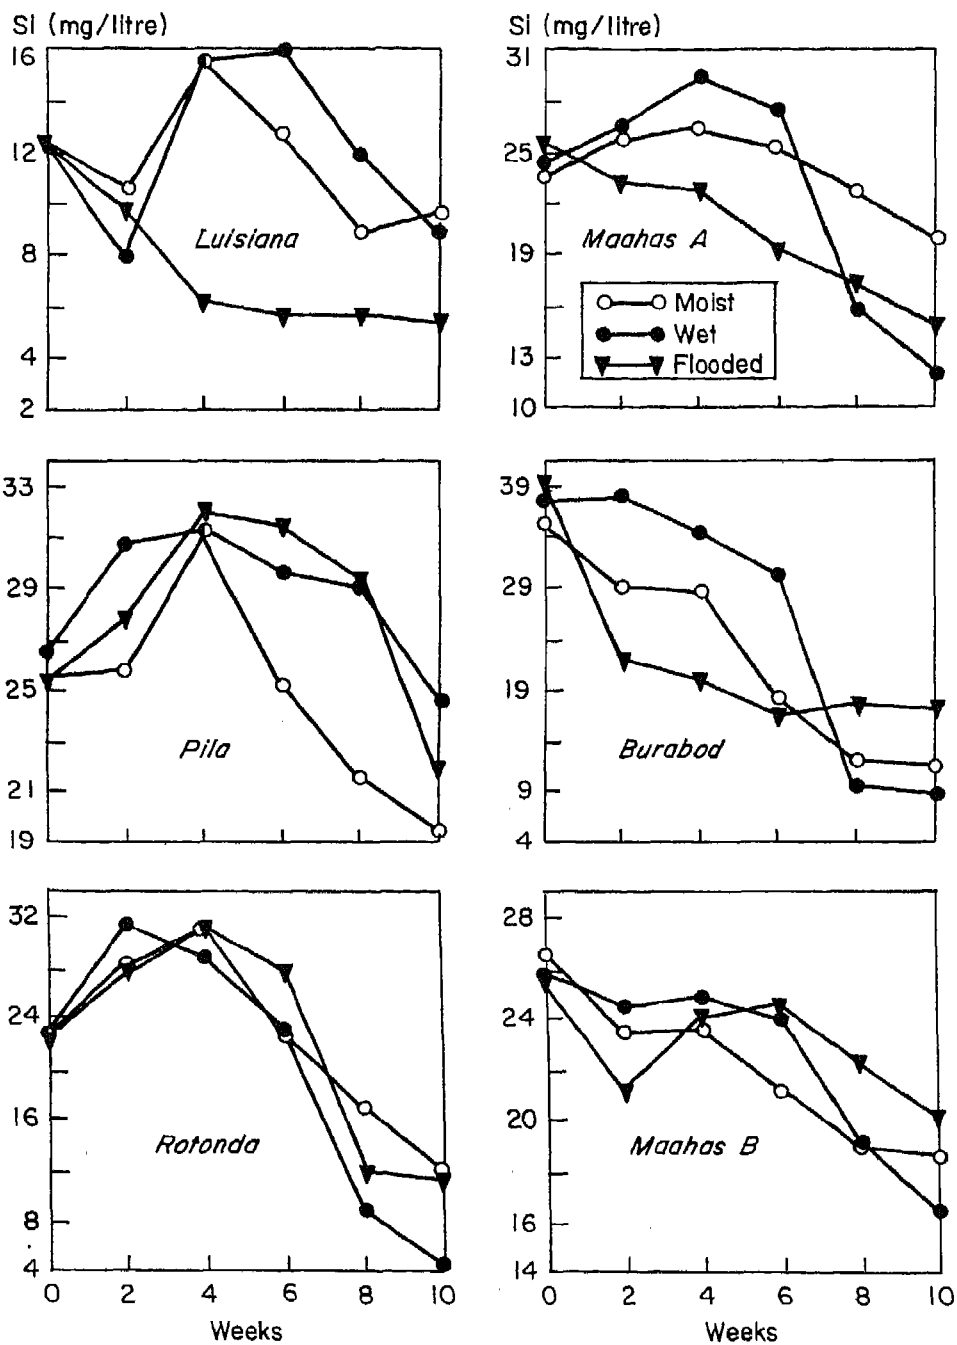 Si (mg/litre)
16
12
8
4
2
Luisiana
Si (mg/litre)
31
25
19
13
10
Maahas A
Moist
Wet
Flooded
33
29
25
21
19
Pila
39
29
19
9
4
Burabod
32
24
16
8
4
Rotonda
0 2 4 6 8 10
Weeks
28
24
20
16
14
Maahas B
0 2 4 6 8 10
Weeks